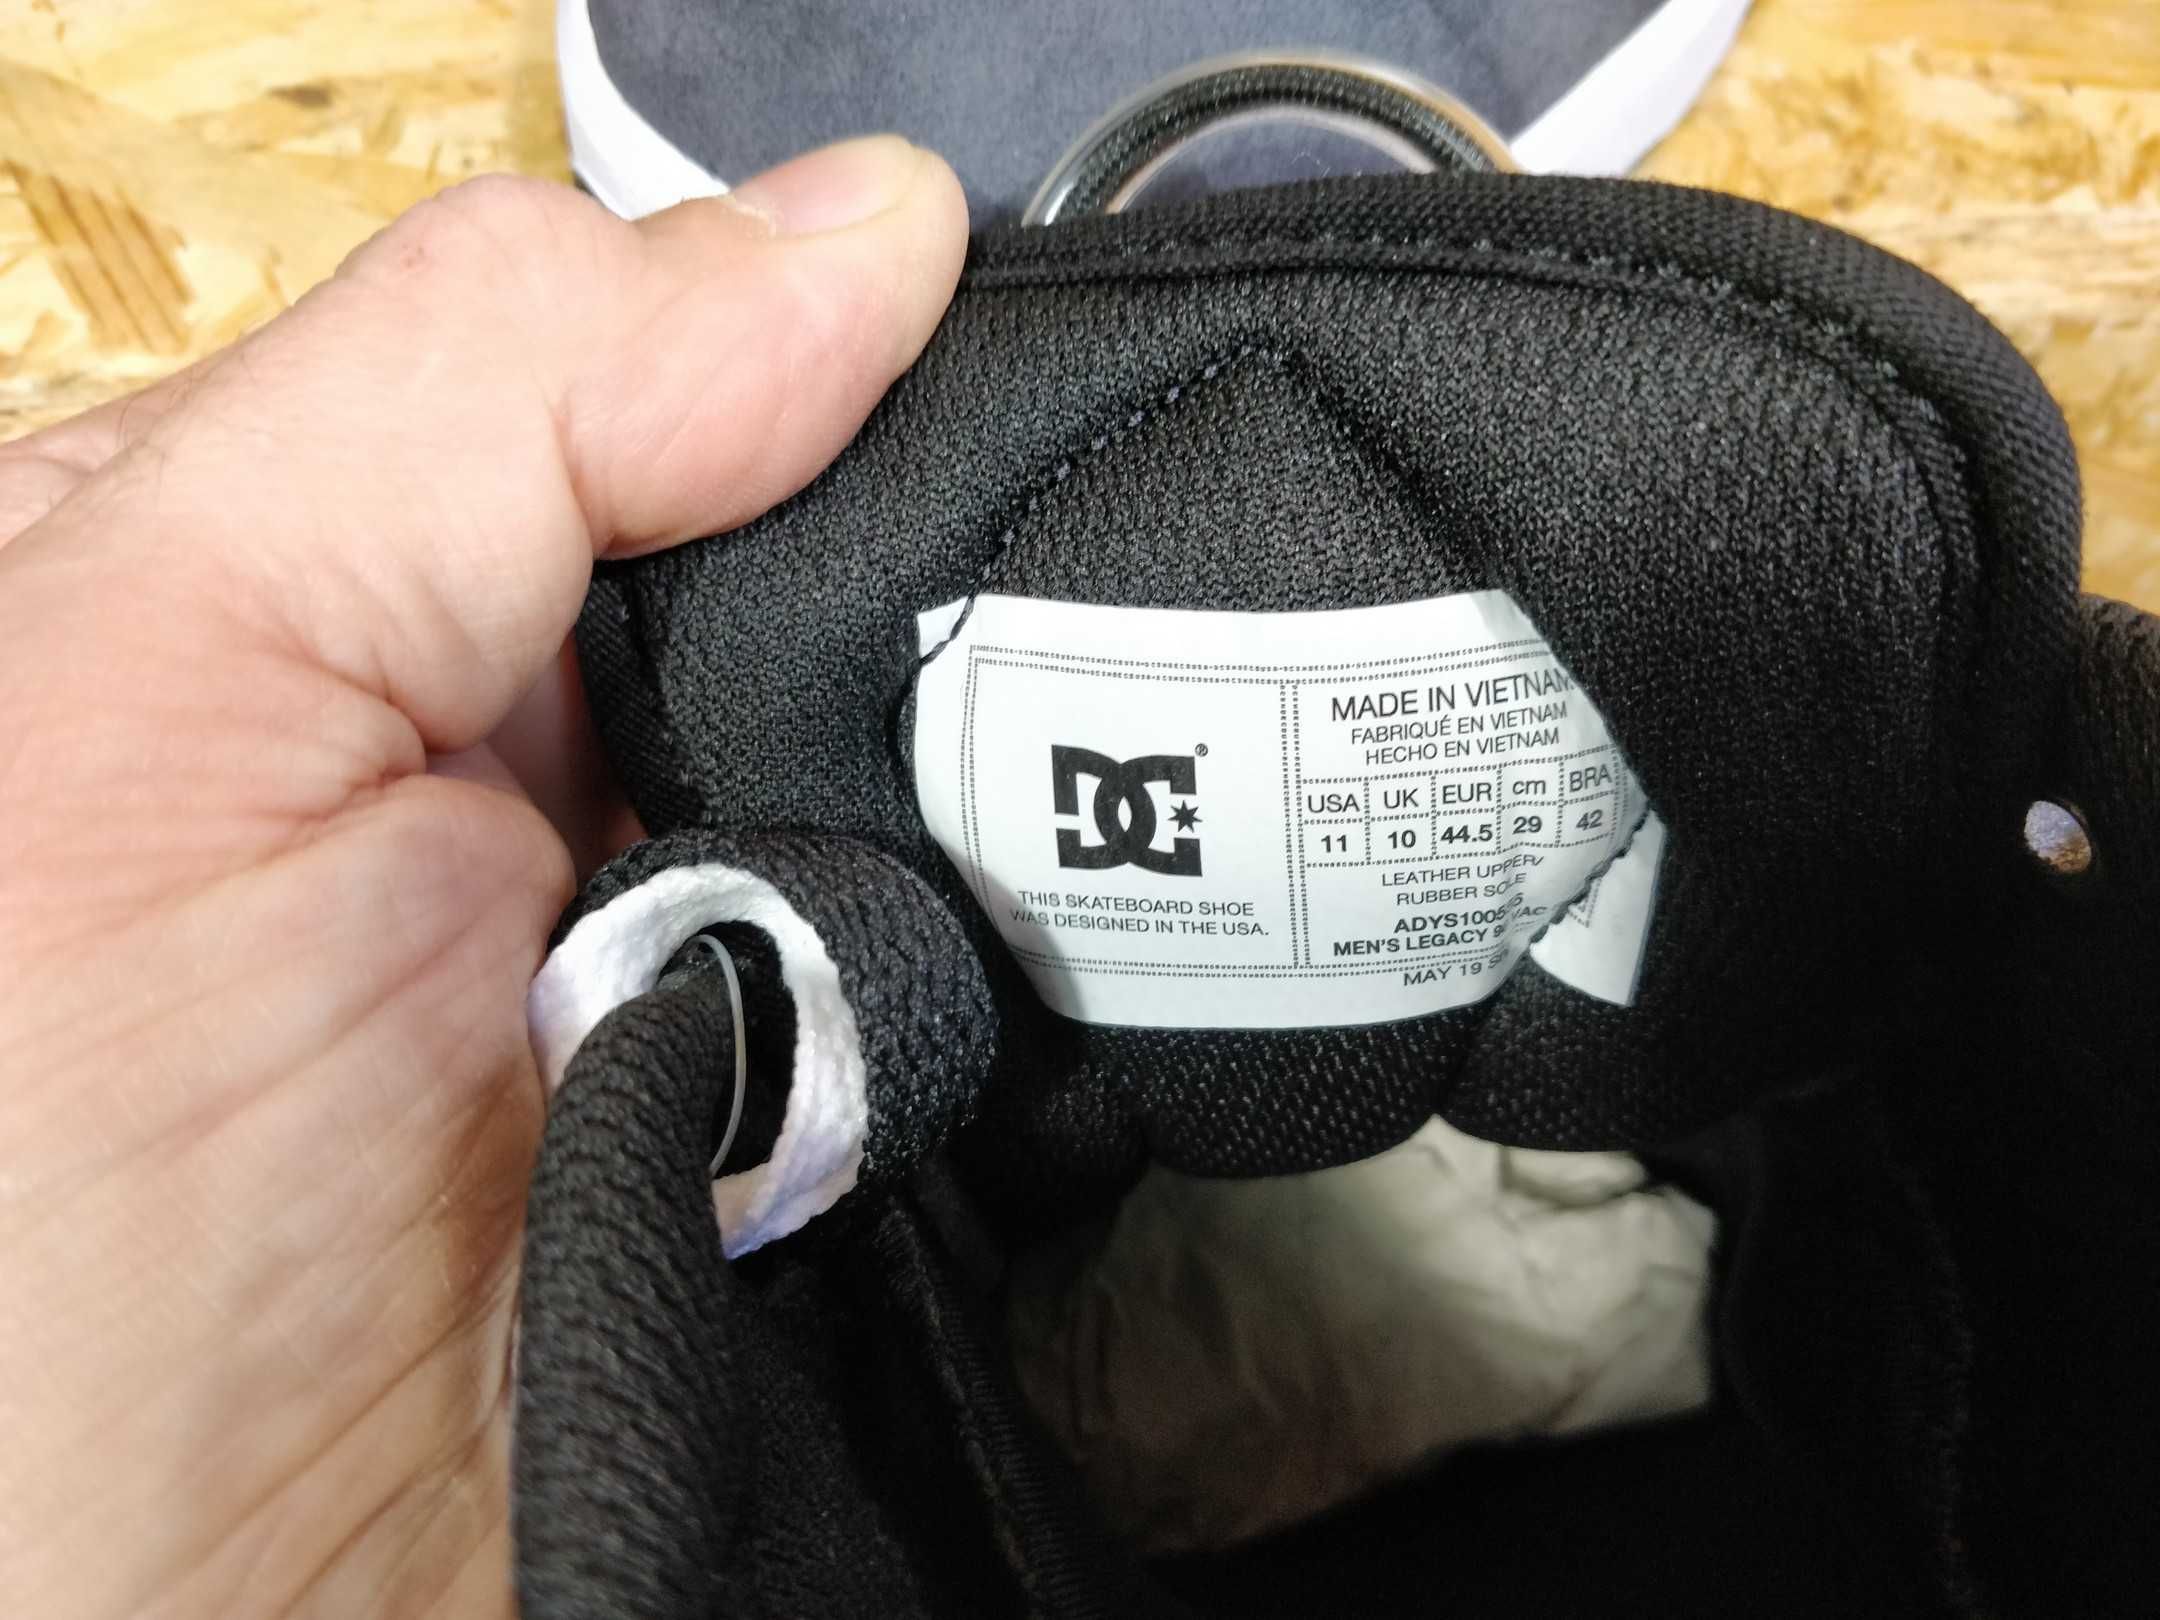 DC®
THIS SKATEBOARD SHOE
WAS DESIGNED IN THE USA.
MADE IN VIETNAM
FABRIQUÉ EN VIETNAM
HECHO EN VIETNAM
USA UK EUR cm BRA
11 10 44.5 29 42
LEATHER UPPER/
RUBBER SOLE
MEN'S LEGACY
MAY 19